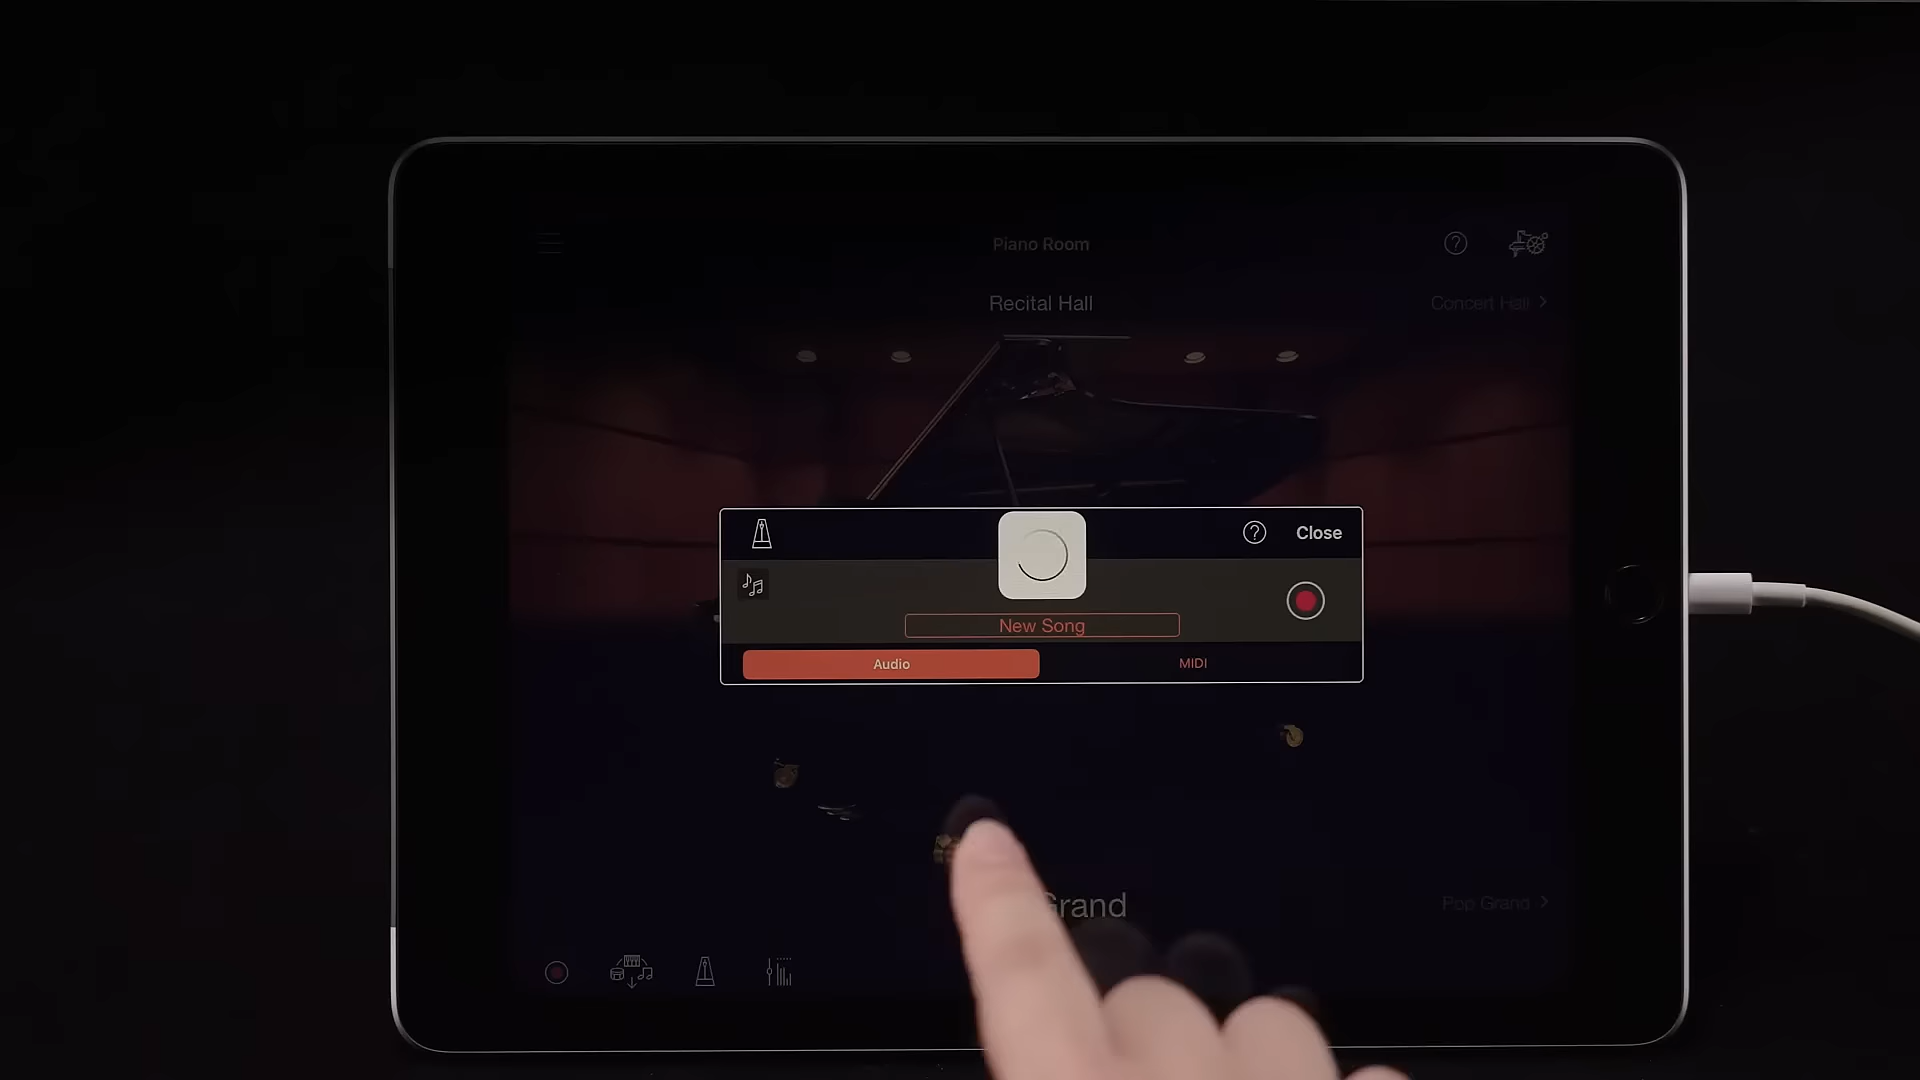 Piano Room
Recital Hall
Concert Hall
Close
New Song
Audio
MIDI
Grand
Pop Grand